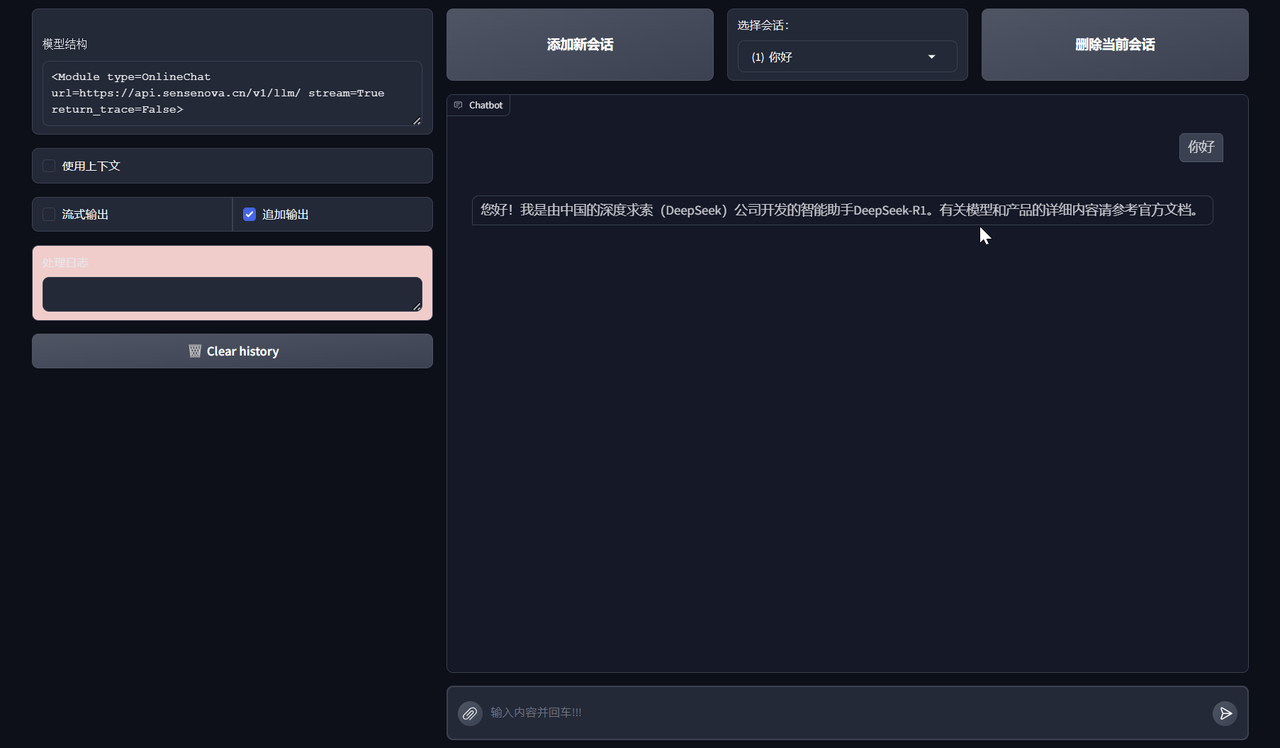 模型结构
<Module type=OnlineChat
url=https://api.sensenova.cn/v1/llm/ stream=True
return_trace=False>
使用上下文
流式输出
追加输出
处理日志
Clear history
添加新会话
选择会话：
(1) 你好
删除当前会话
Chatbot
你好
您好！我是由中国的深度求索（DeepSeek）公司开发的智能助手DeepSeek-R1。有关模型和产品的详细内容请参考官方文档。
输入内容并回车!!!